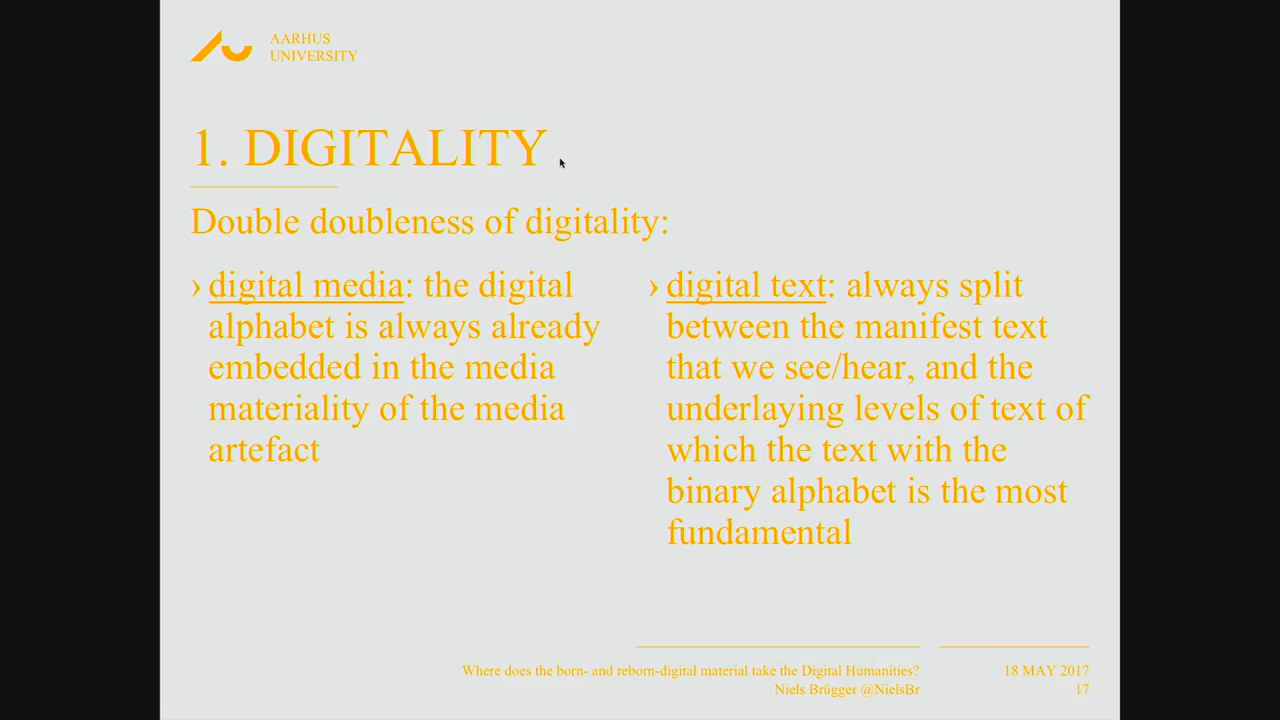 AARHUS
UNIVERSITY
1. DIGITALITY
Double doubleness of digitality:
› digital media: the digital
alphabet is always already
embedded in the media
materiality of the media
artefact
› digital text: always split
between the manifest text
that we see/hear, and the
underlaying levels of text of
which the text with the
binary alphabet is the most
fundamental
Where does the born- and reborn-digital material take the Digital Humanities?
Niels Brügger @NielsBr
18 MAY 2017
17